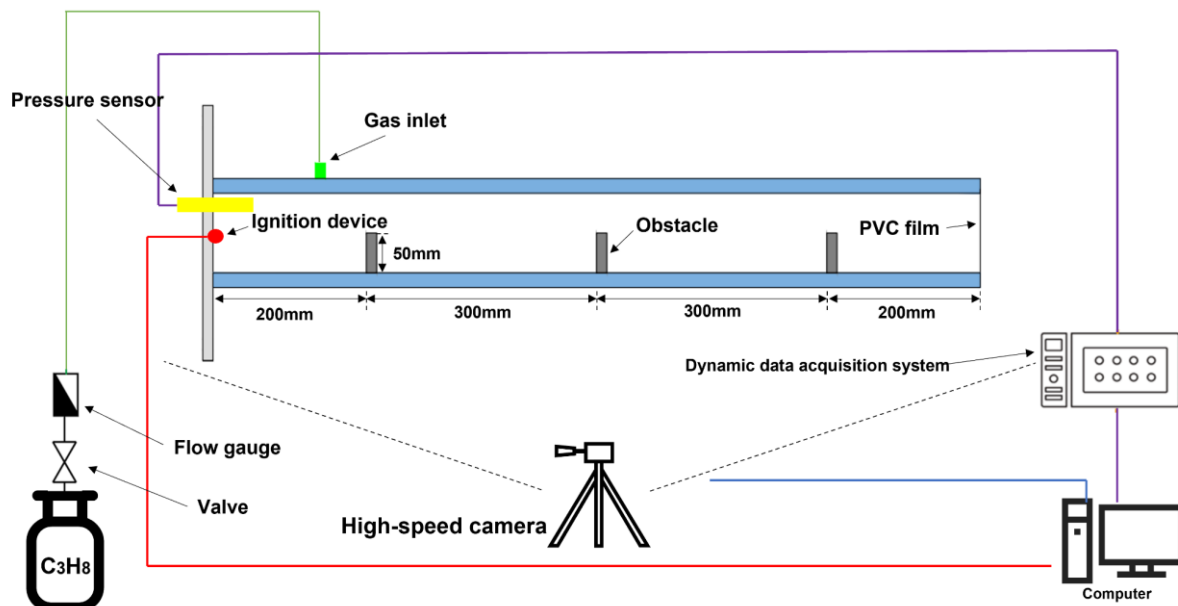 Pressure sensor
Gas inlet
Ignition device
Obstacle
PVC film
50mm
200mm
300mm
300mm
200mm
Dynamic data acquisition system
Flow gauge
Valve
High-speed camera
C3H8
Computer